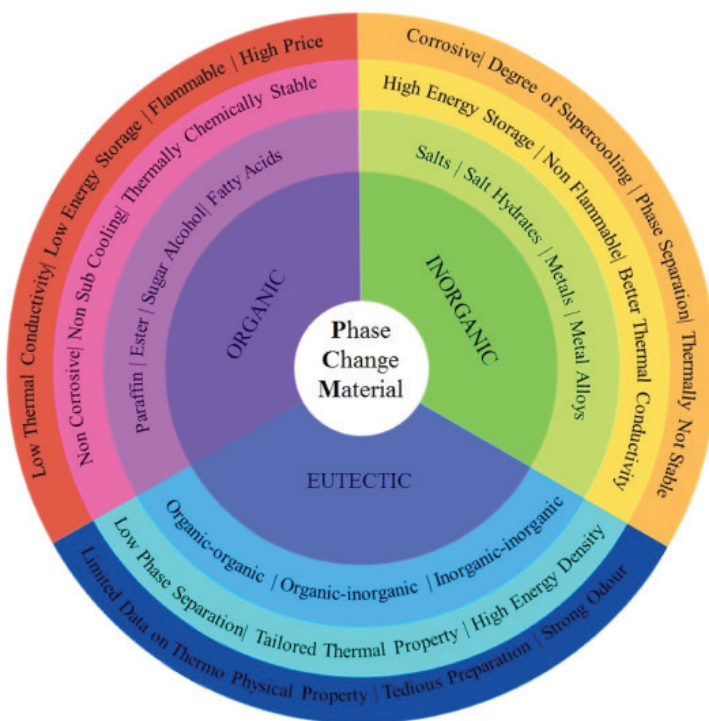 Phase
Change
Material
ORGANIC
Paraffin | Ester | Sugar Alcohol| Fatty Acids
Non Corrosive| Non Sub Cooling| Thermally Chemically Stable
Low Thermal Conductivity| Low Energy Storage | Flammable | High Price
INORGANIC
Salts | Salt Hydrates | Metals | Metal Alloys
High Energy Storage | Non Flammable| Better Thermal Conductivity
Corrosive| Degree of Supercooling | Phase Separation| Thermally Not Stable
EUTECTIC
Organic-organic | Organic-inorganic | Inorganic-inorganic
Low Phase Separation| Tailored Thermal Property | High Energy Density
Limited Data on Thermo Physical Property | Tedious Preparation | Strong Odour